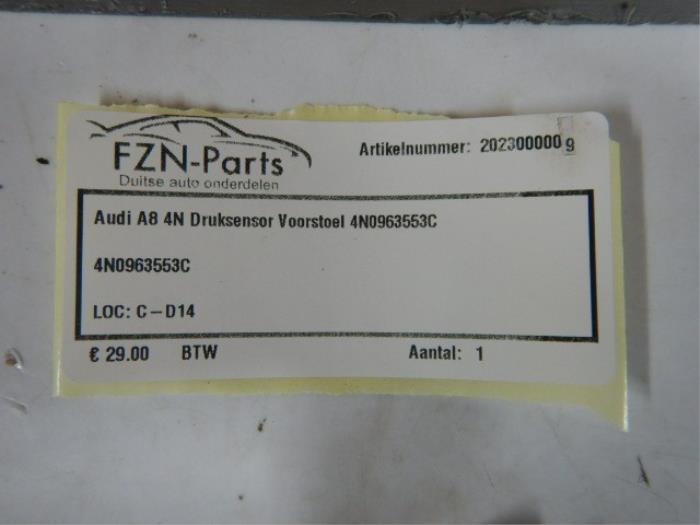 FZN-Parts
Duitse auto onderdelen
Artikelnummer: 2023000009
Audi A8 4N Druksensor Voorstoel 4N0963553C
4N0963553C
LOC: C-D14
€ 29.00 BTW Aantal: 1